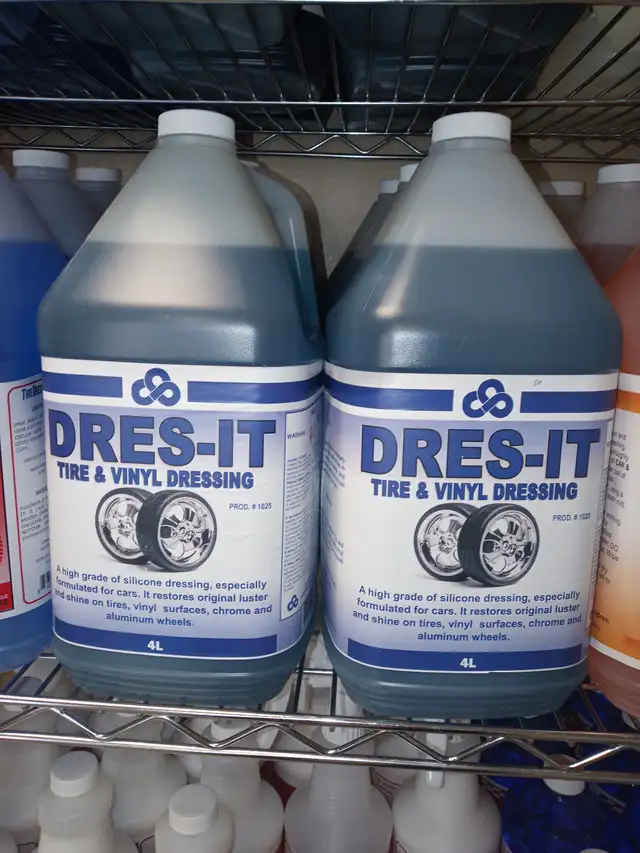 DRES-IT
TIRE & VINYL DRESSING
PROD. # 1025
A high grade of silicone dressing, especially
formulated for cars. It restores original luster
and shine on tires, vinyl surfaces, chrome and
aluminum wheels.
4L
WARNING
DRES-IT
TIRE & VINYL DRESSING
PROD. # 1025
A high grade of silicone dressing, especially
formulated for cars. It restores original luster
and shine on tires, vinyl surfaces, chrome and
aluminum wheels.
4L